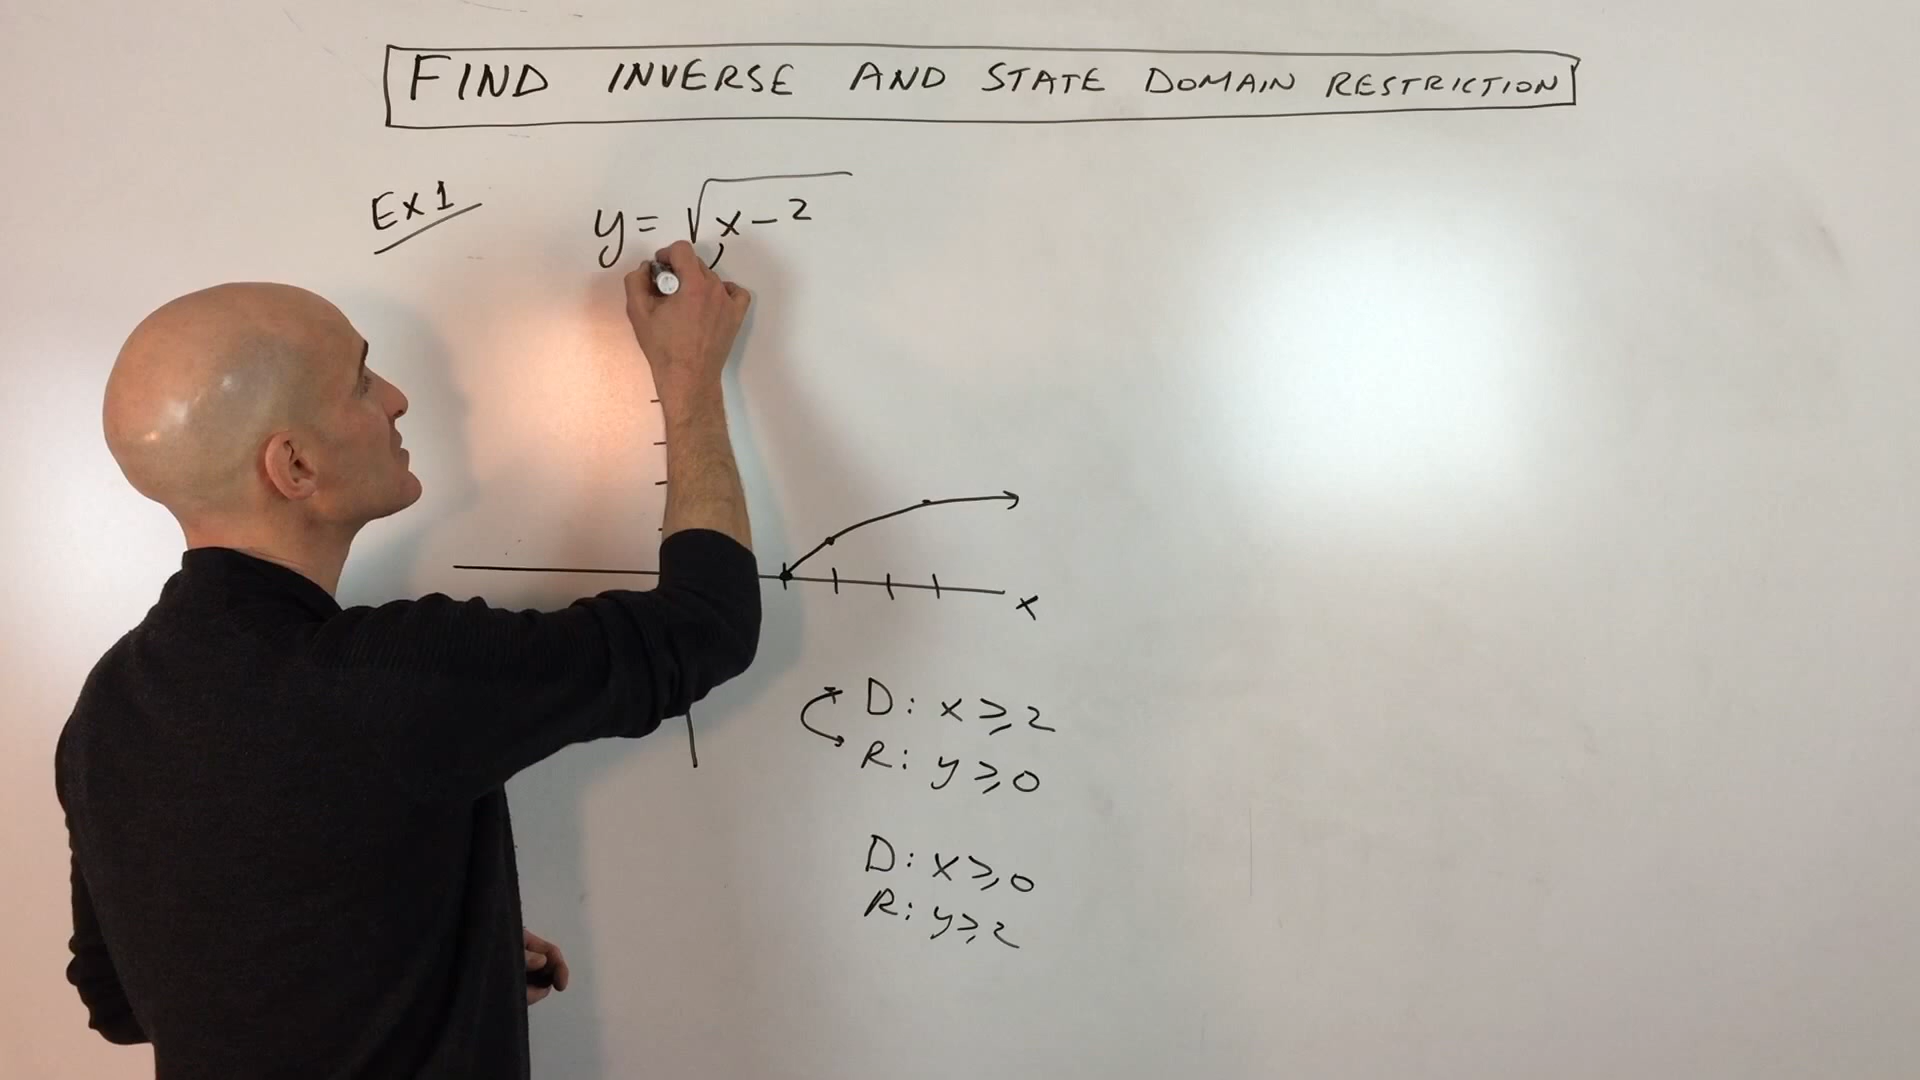 FIND INVERSE AND STATE DOMAIN RESTRICTION
Ex 1
y = √x-2
x
D: x ≥ 2
R: y ≥ 0
D: x ≥ 0
R: y ≥ 2